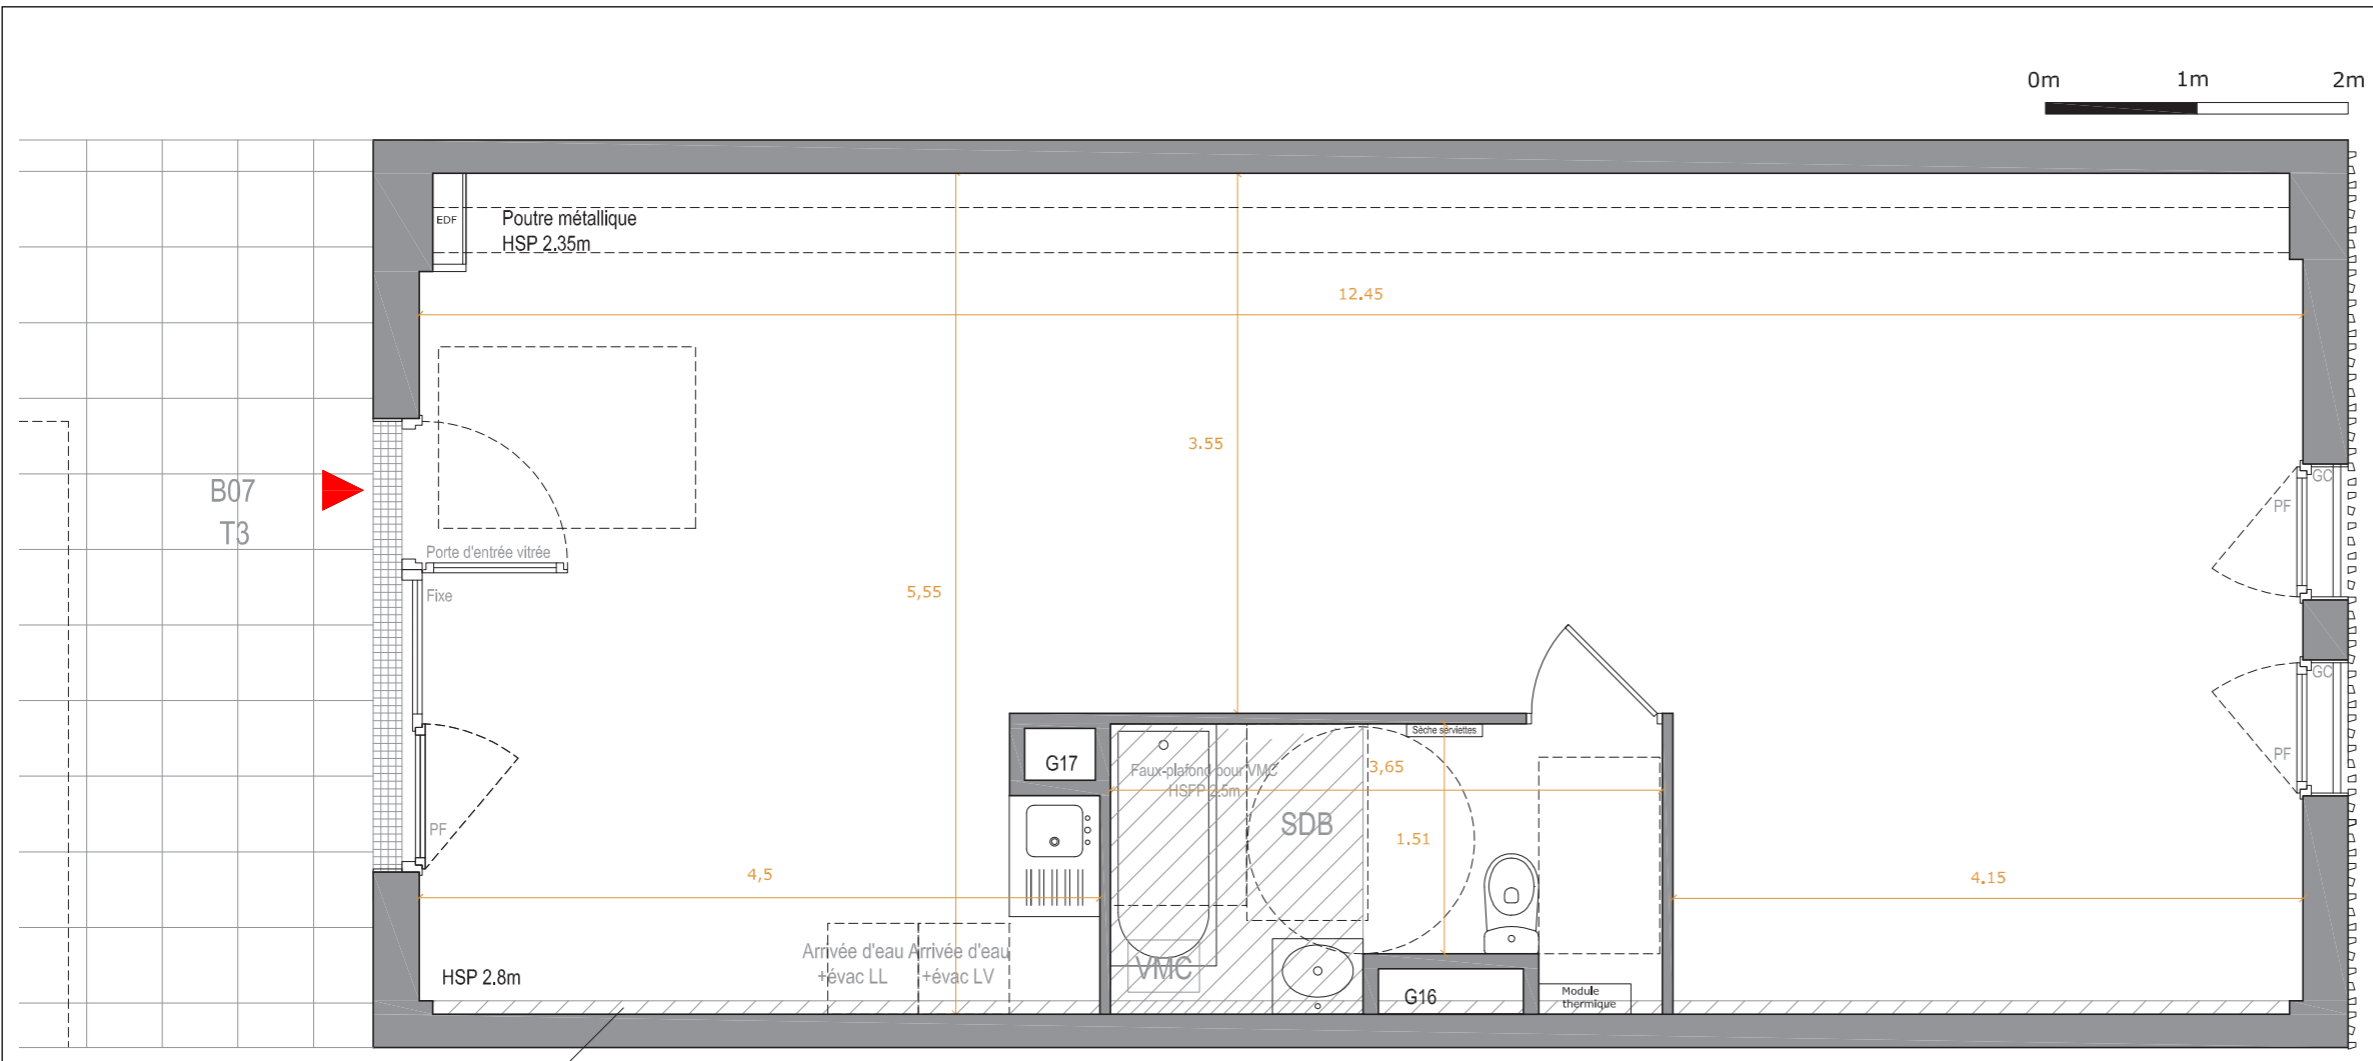 0m 1m 2m
EDF
Poutre métallique
HSP 2.35m
12.45
3.55
B07
T3
GC
PF
Porte d'entrée vitrée
Fixe
5,55
GC
Sèche serviettes
G17
Faux-plafond pour VMC
HSFP 2.5m
3,65
PF
SDB
1.51
PF
4,5
4.15
Arrivée d'eau
+évac LL
Arrivée d'eau
+évac LV
VMC
HSP 2.8m
G16
Module
thermique